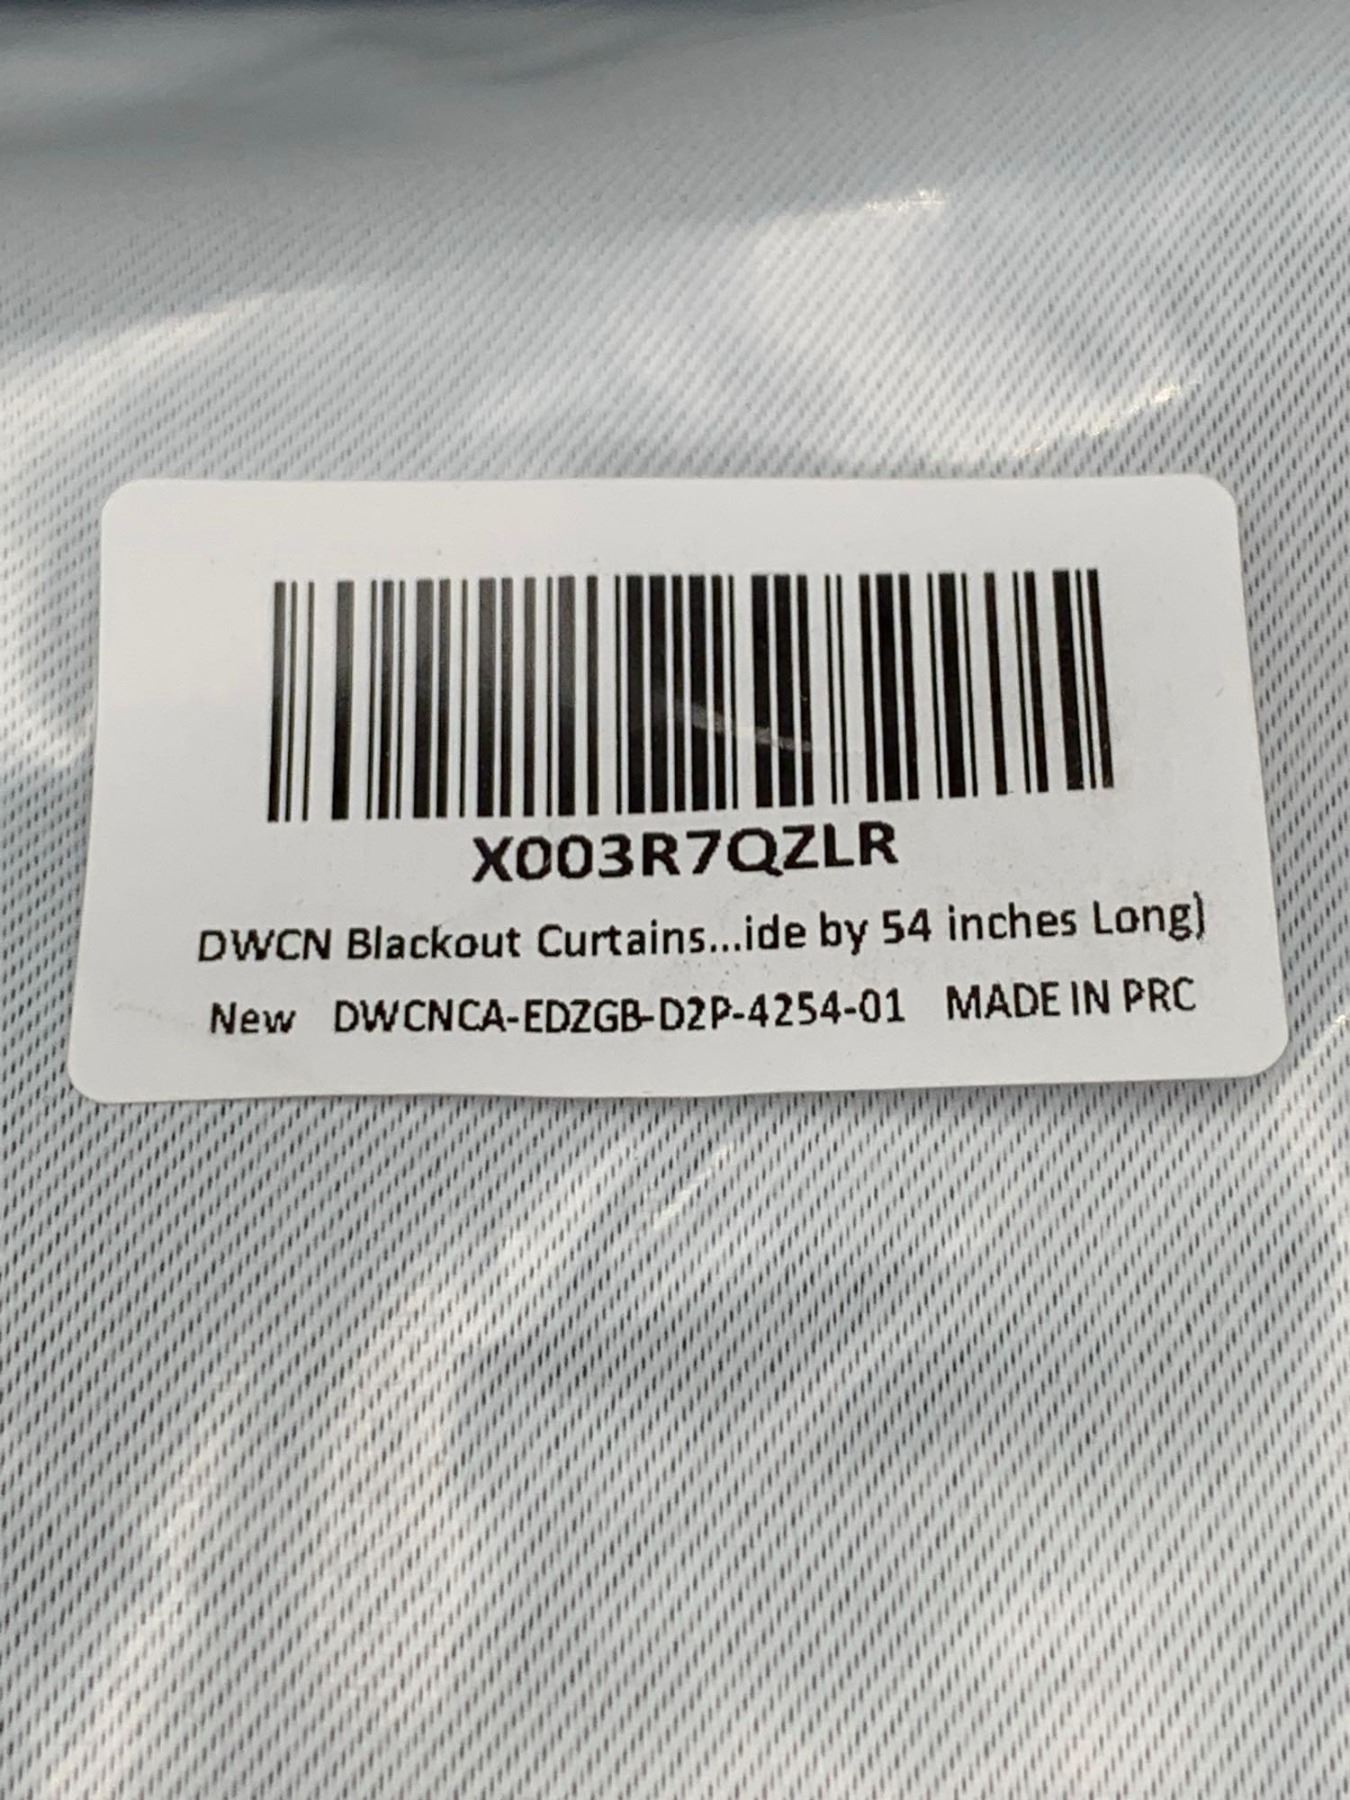 X003R7QZLR
DWCN Blackout Curtains...ide by 54 inches Long)
New DWCNCA-EDZGB-D2P-4254-01 MADE IN PRC